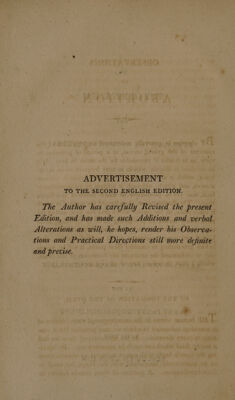 ADVERTISEMENT
TO THE SECOND ENGLISH EDITION.
The Author has carefully Revised the present
Edition, and has made such Additions and verbal
Alterations as will, he hopes, render his Observa-
tions and Practical Directions still more definite
and precise.